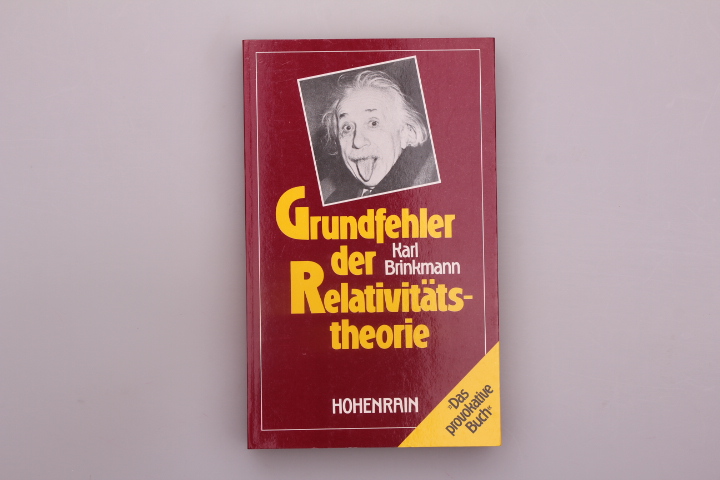 Grundfehler
der
Karl
Brinkmann
Relativitäts-
theorie
HOHENRAIN
»Das
provokative
Buch«